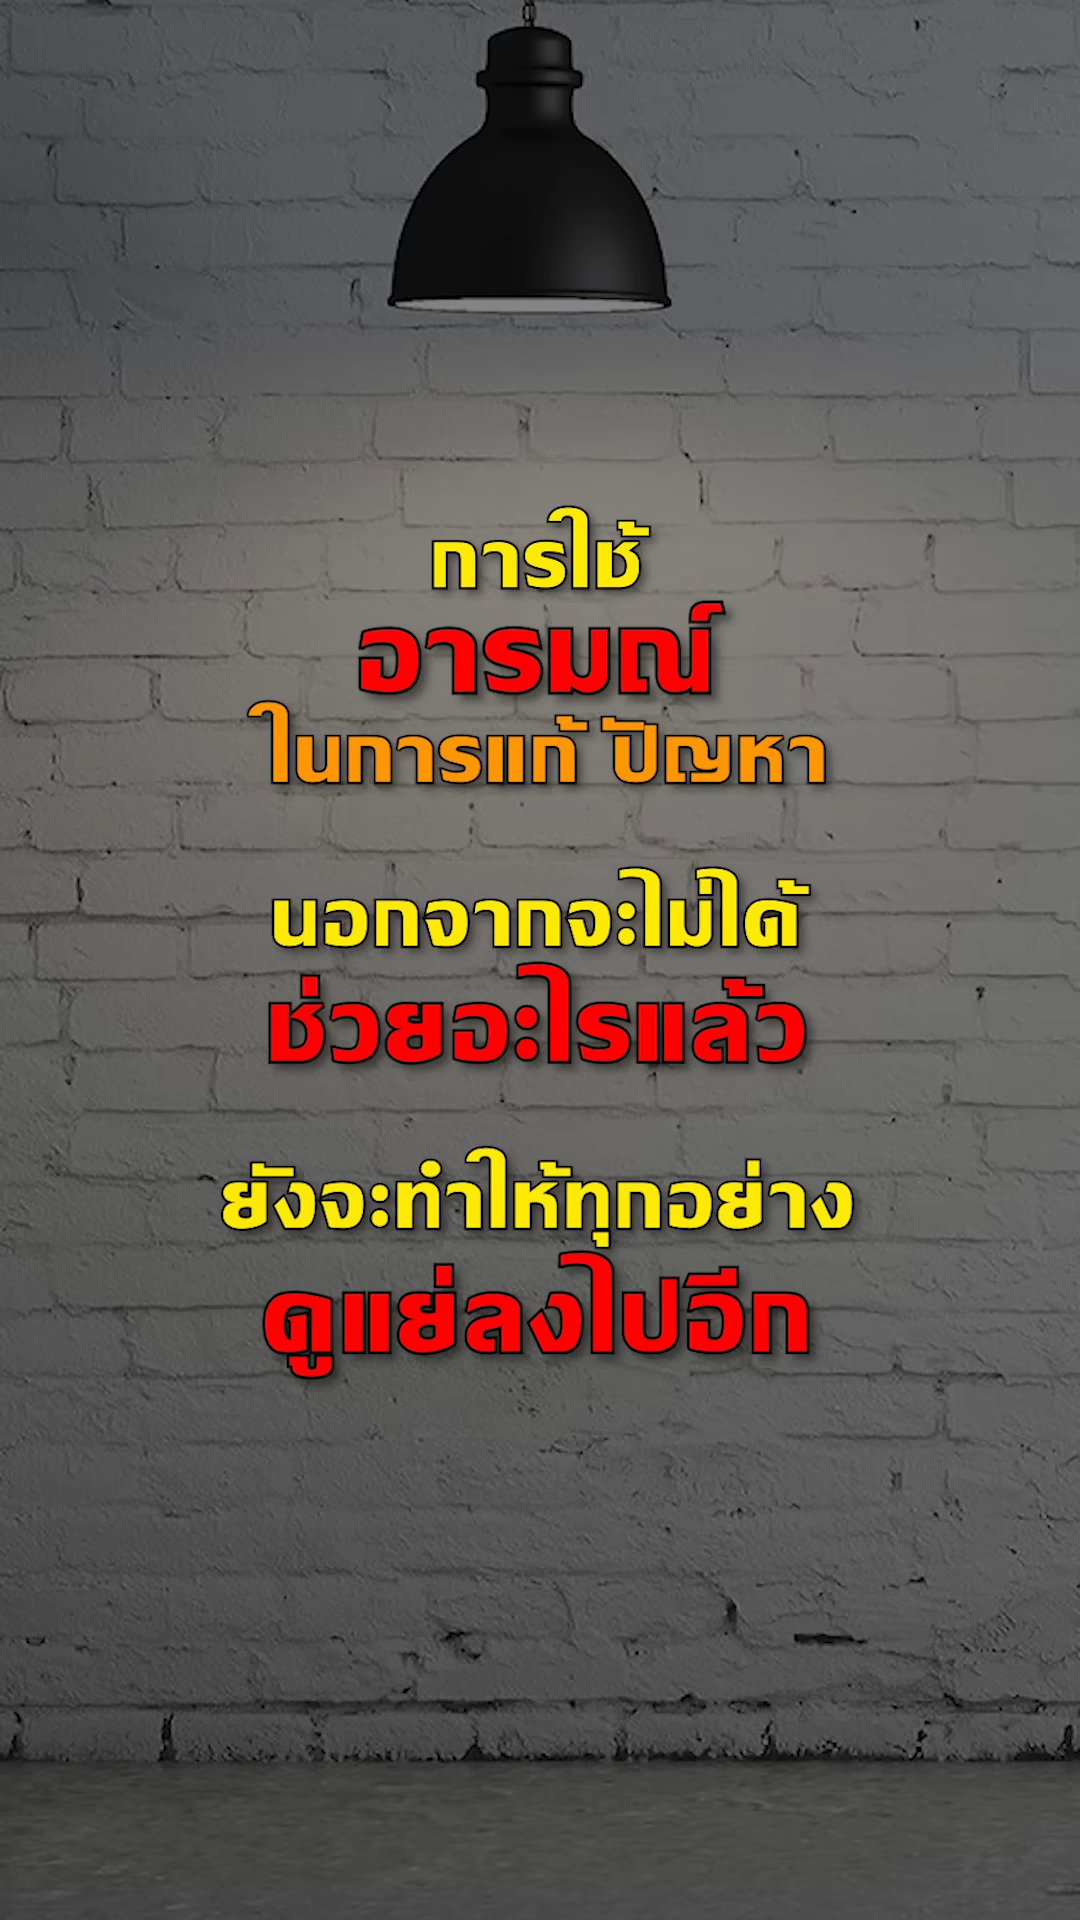 การใช้
อารมณ์
ในการแก้ ปัญหา
นอกจากจะไม่ได้
ช่วยอะไรแล้ว
ยังจะทำให้ทุกอย่าง
ดูแย่ลงไปอีก